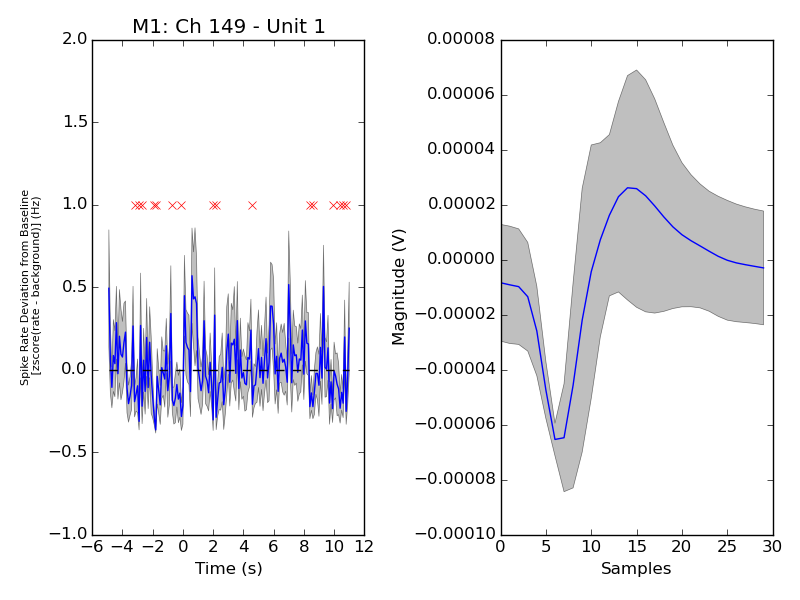 M1: Ch 149 - Unit 1
2.0
1.5
1.0
0.5
0.0
−0.5
−1.0
Spike Rate Deviation from Baseline
[zscore(rate - background)] (Hz)
−6 −4 −2 0 2 4 6 8 10 12
Time (s)
0.00008
0.00006
0.00004
0.00002
0.00000
−0.00002
−0.00004
−0.00006
−0.00008
−0.00010
Magnitude (V)
0 5 10 15 20 25 30
Samples